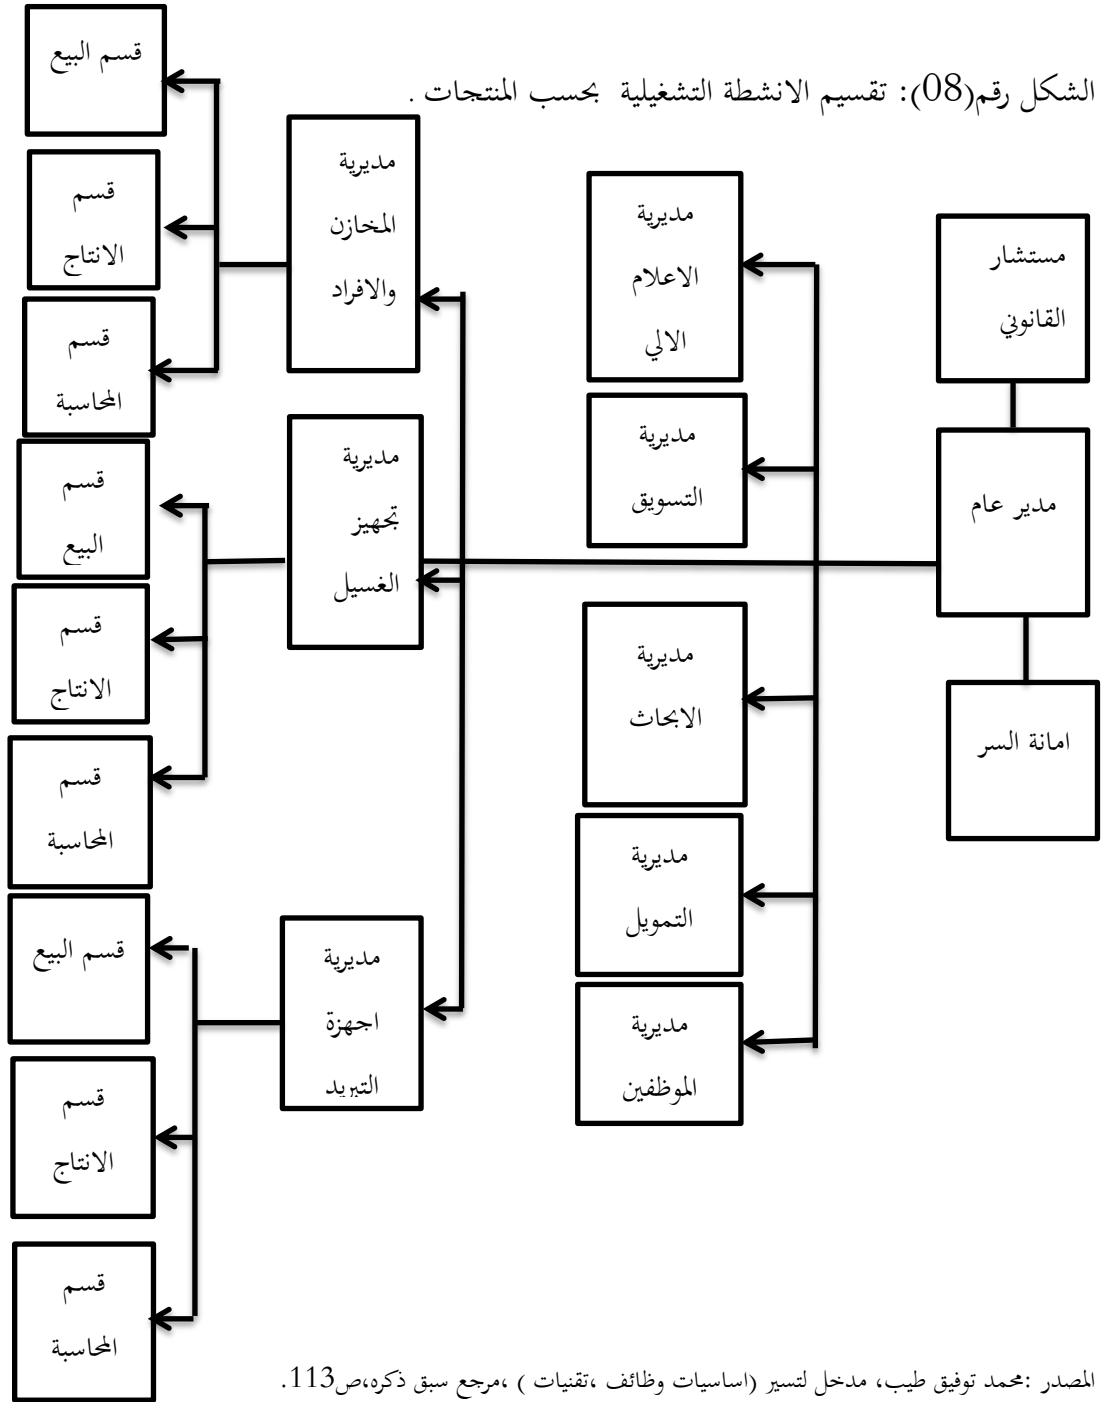 الشكل رقم(08): تقسيم الانشطة التشغيلية بحسب المنتجات .
مستشار
القانوني
مدير عام
امانة السر
مديرية
الاعلام
الالي
مديرية
التسويق
مديرية
الابحاث
مديرية
التمويل
مديرية
الموظفين
مديرية
المخازن
والافراد
مديرية
تجهيز
الغسيل
مديرية
اجهزة
التبريد
قسم البيع
قسم
الانتاج
قسم
المحاسبة
قسم
البيع
قسم
الانتاج
قسم
المحاسبة
قسم البيع
قسم
الانتاج
قسم
المحاسبة
المصدر :محمد توفيق طيب، مدخل لتسير (اساسيات وظائف ،تقنيات ) ،مرجع سبق ذكره،ص113.